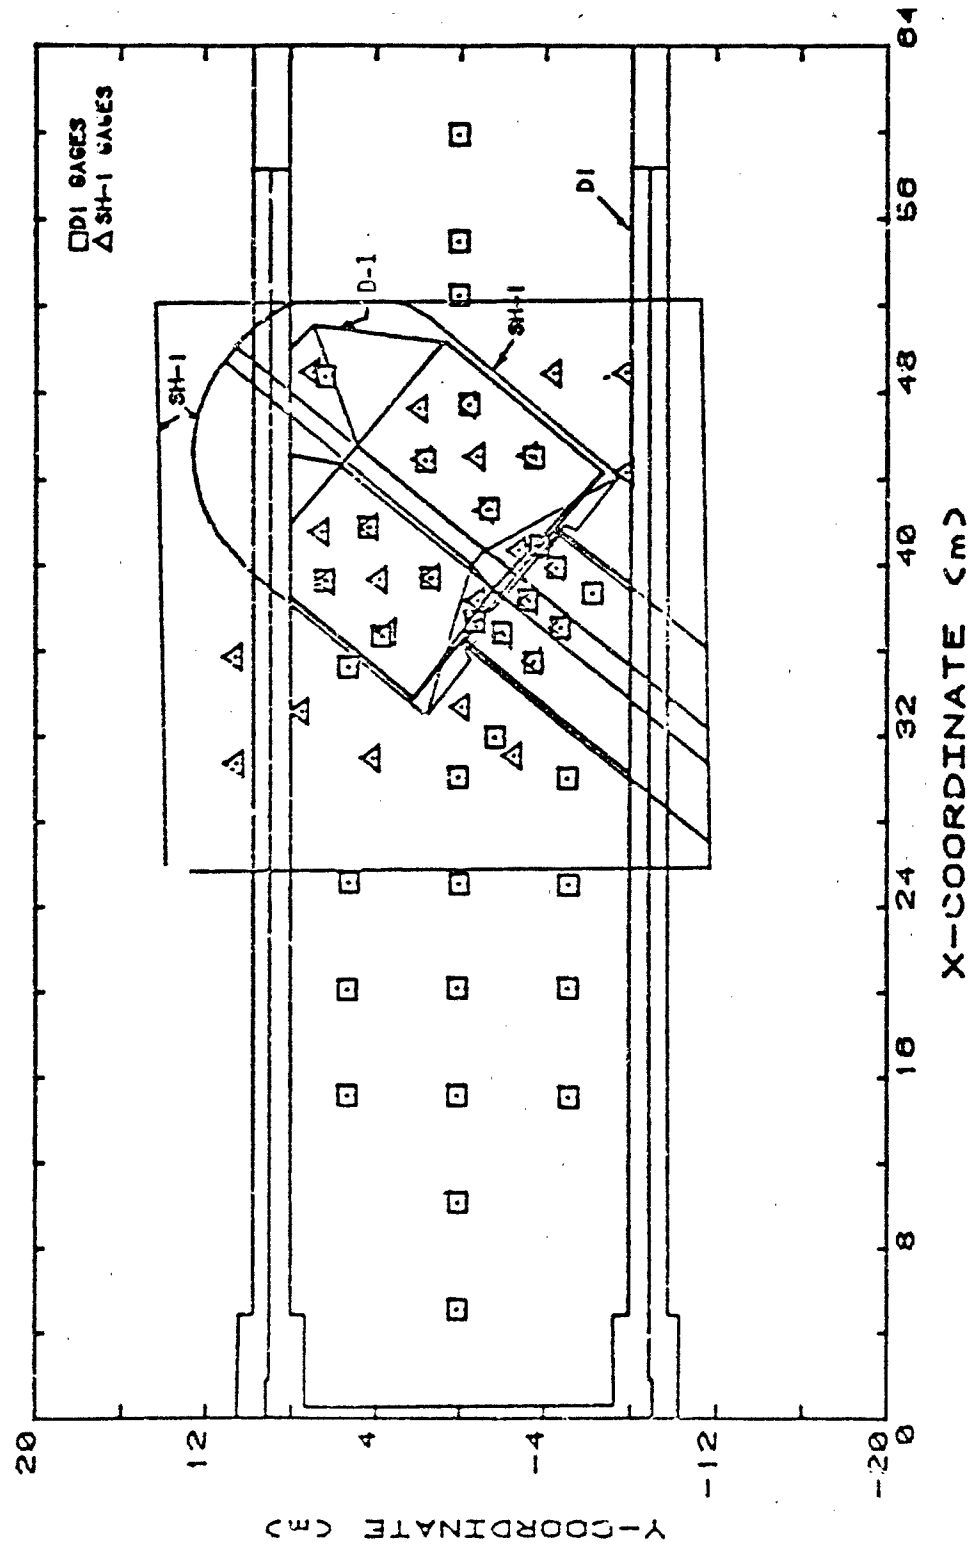 □DI GAGES
△SH-1 GAGES
SH-1
D-1
SH-1
DI
20
12
4
-4
-12
-20
Y-COORDINATE (m)
0
8
16
24
32
40
48
56
64
X-COORDINATE (m)